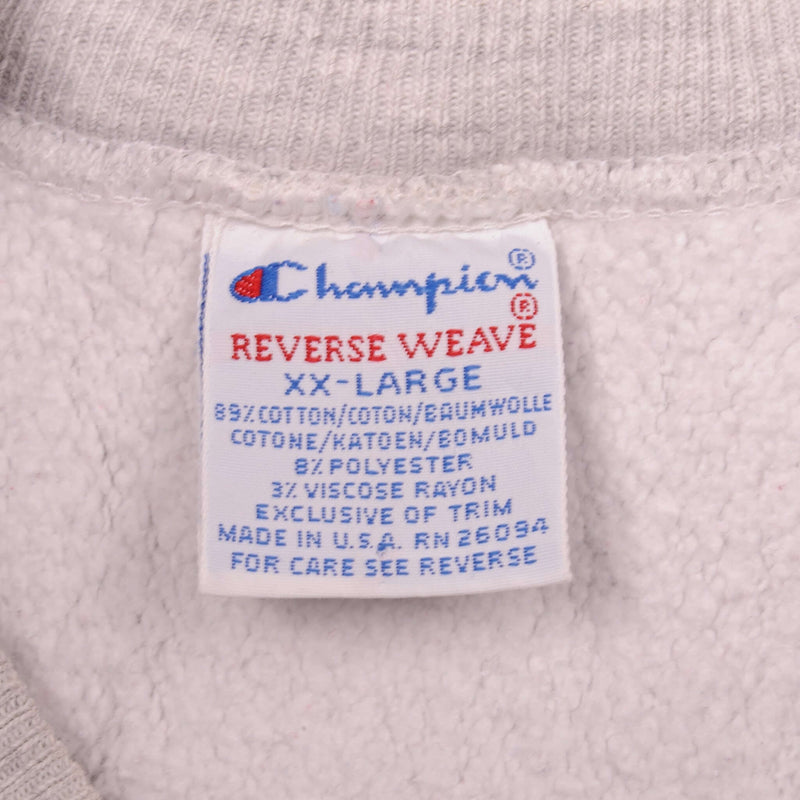 Champion®
REVERSE WEAVE®
XX-LARGE
89% COTTON/COTON/BAUMWOLLE
COTONE/KATOEN/BOMULD
8% POLYESTER
3% VISCOSE RAYON
EXCLUSIVE OF TRIM
MADE IN U.S.A. RN 26094
FOR CARE SEE REVERSE